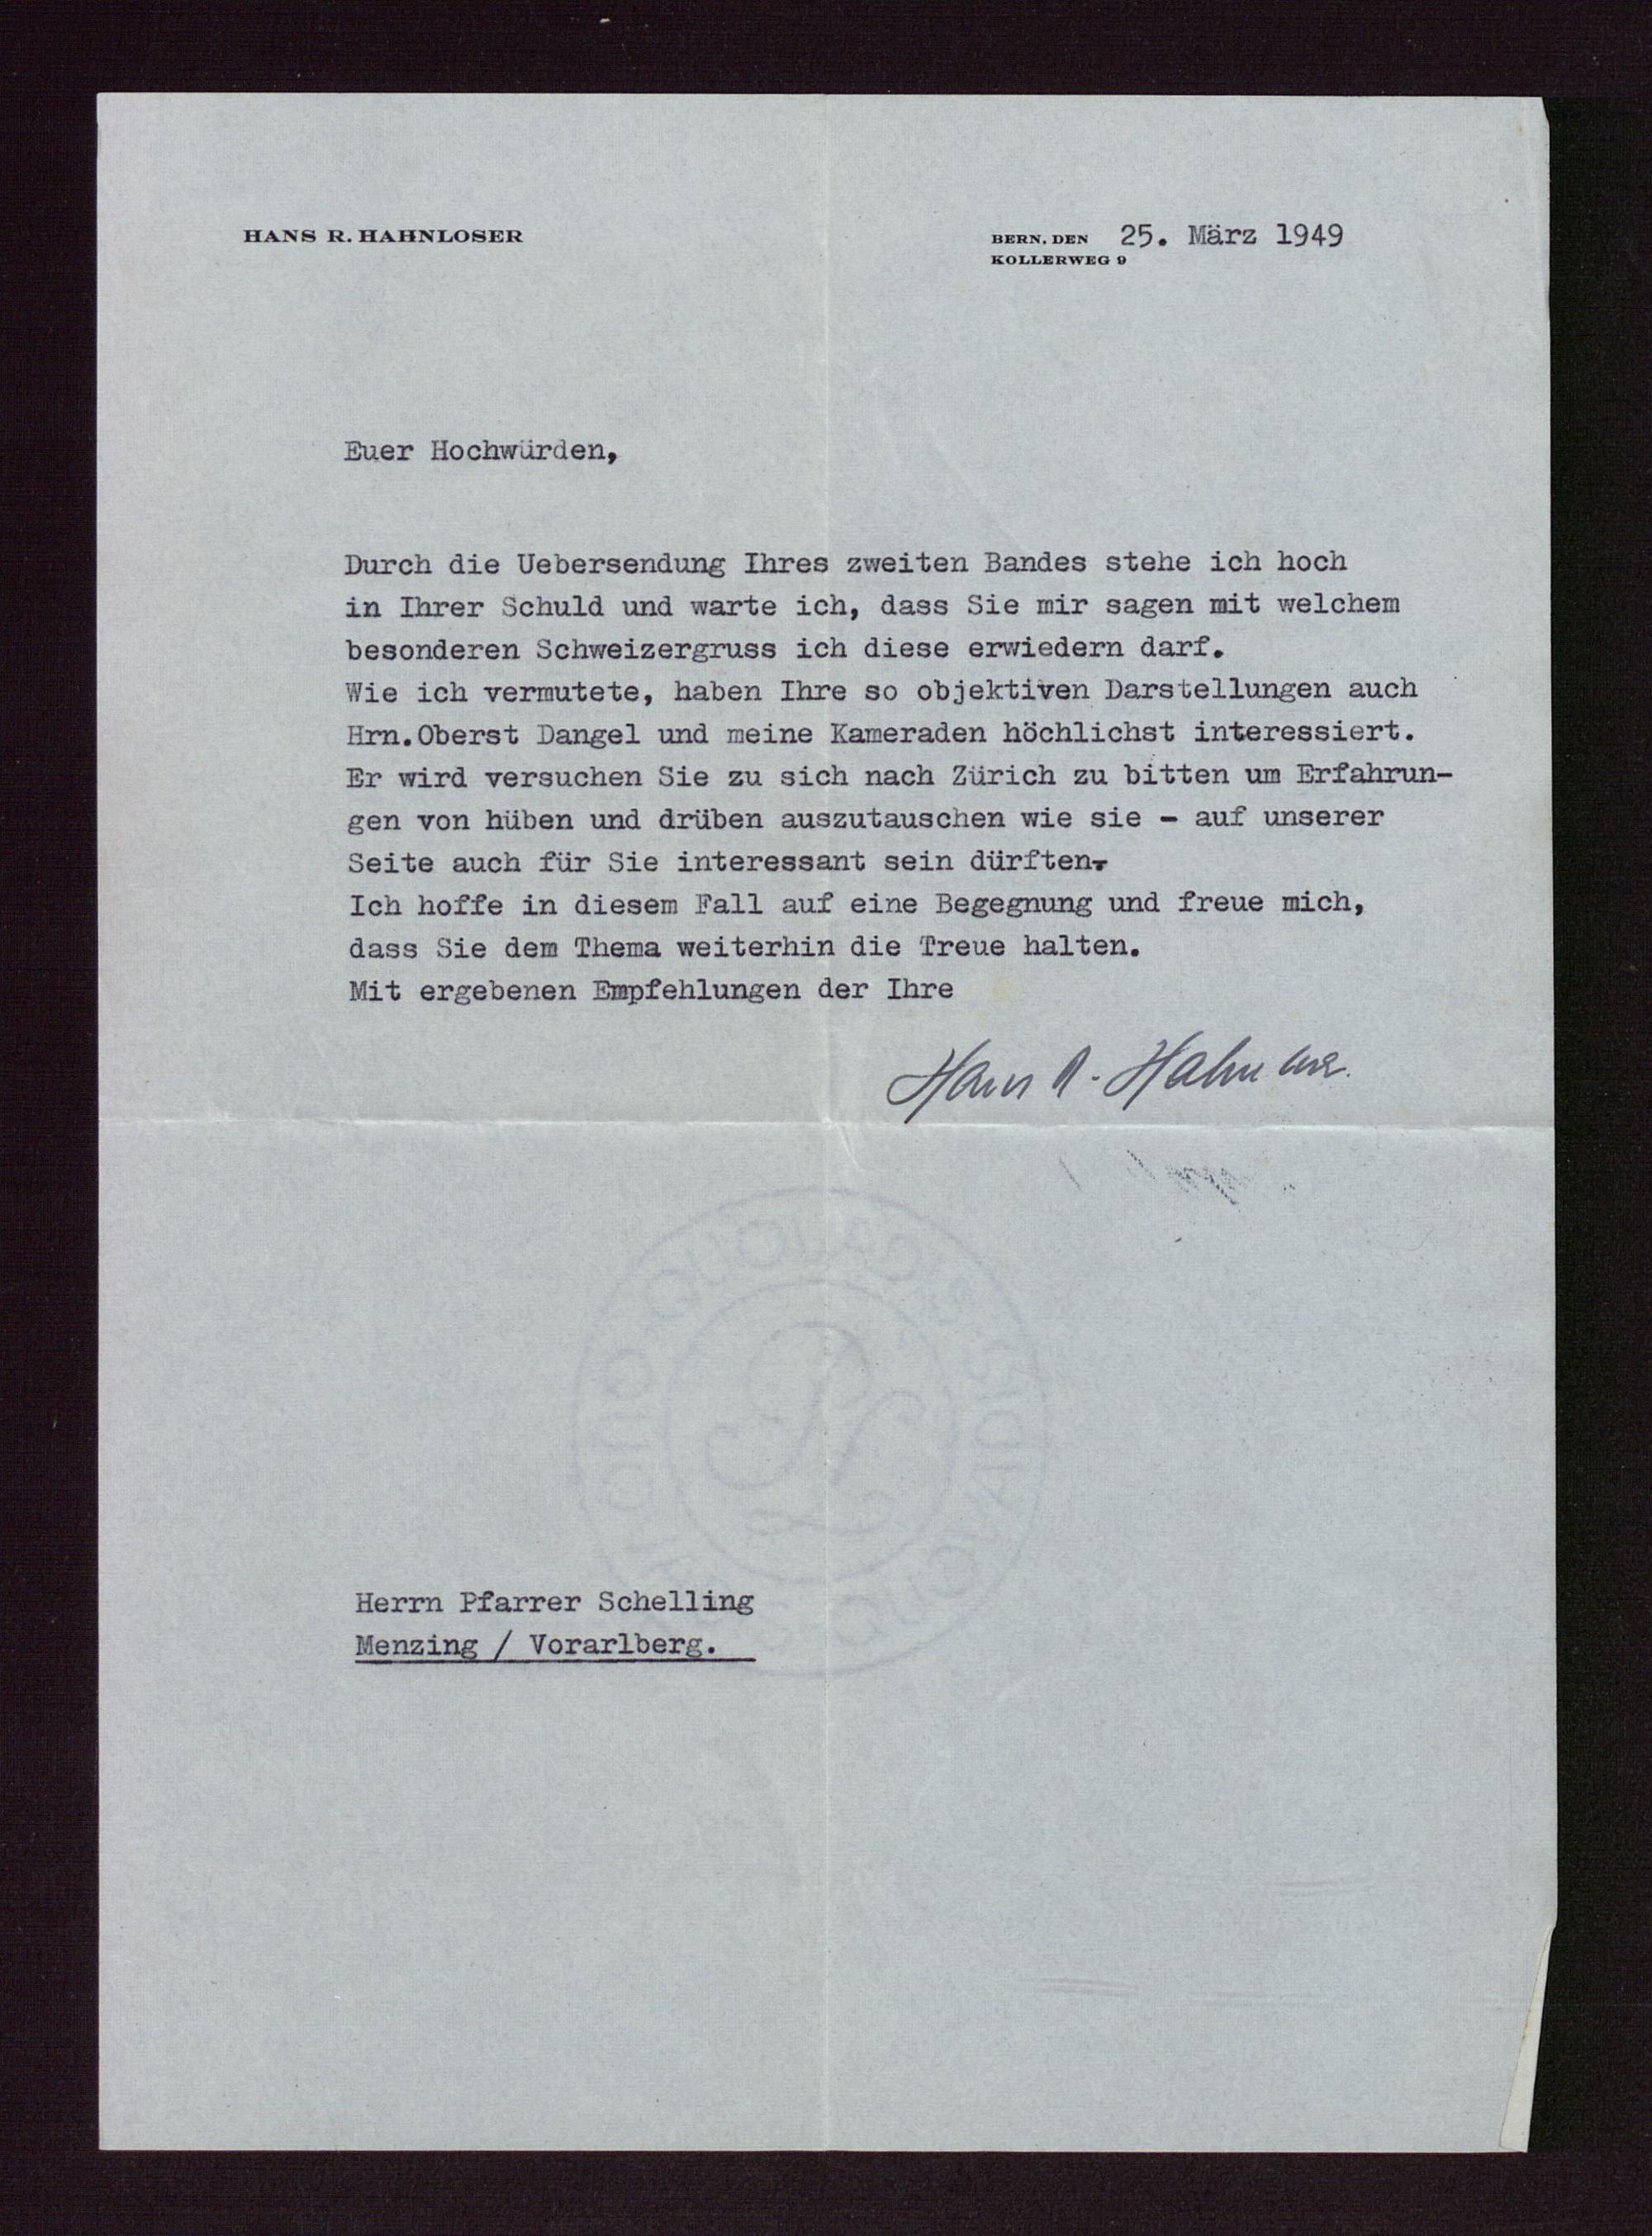 HANS R. HAHNLOSER
BERN, DEN 25. März 1949
KOLLERWEG 9
Euer Hochwürden,
Durch die Uebersendung Ihres zweiten Bandes stehe ich hoch
in Ihrer Schuld und warte ich, dass Sie mir sagen mit welchem
besonderen Schweizergruss ich diese erwiedern darf.
Wie ich vermutete, haben Ihre so objektiven Darstellungen auch
Hrn.Oberst Dangel und meine Kameraden höchlichst interessiert.
Er wird versuchen Sie zu sich nach Zürich zu bitten um Erfahrun-
gen von hüben und drüben auszutauschen wie sie - auf unserer
Seite auch für Sie interessant sein dürften.
Ich hoffe in diesem Fall auf eine Begegnung und freue mich,
dass Sie dem Thema weiterhin die Treue halten.
Mit ergebenen Empfehlungen der Ihre
Hans R. Hahnloser.
Herrn Pfarrer Schelling
Menzing / Vorarlberg.